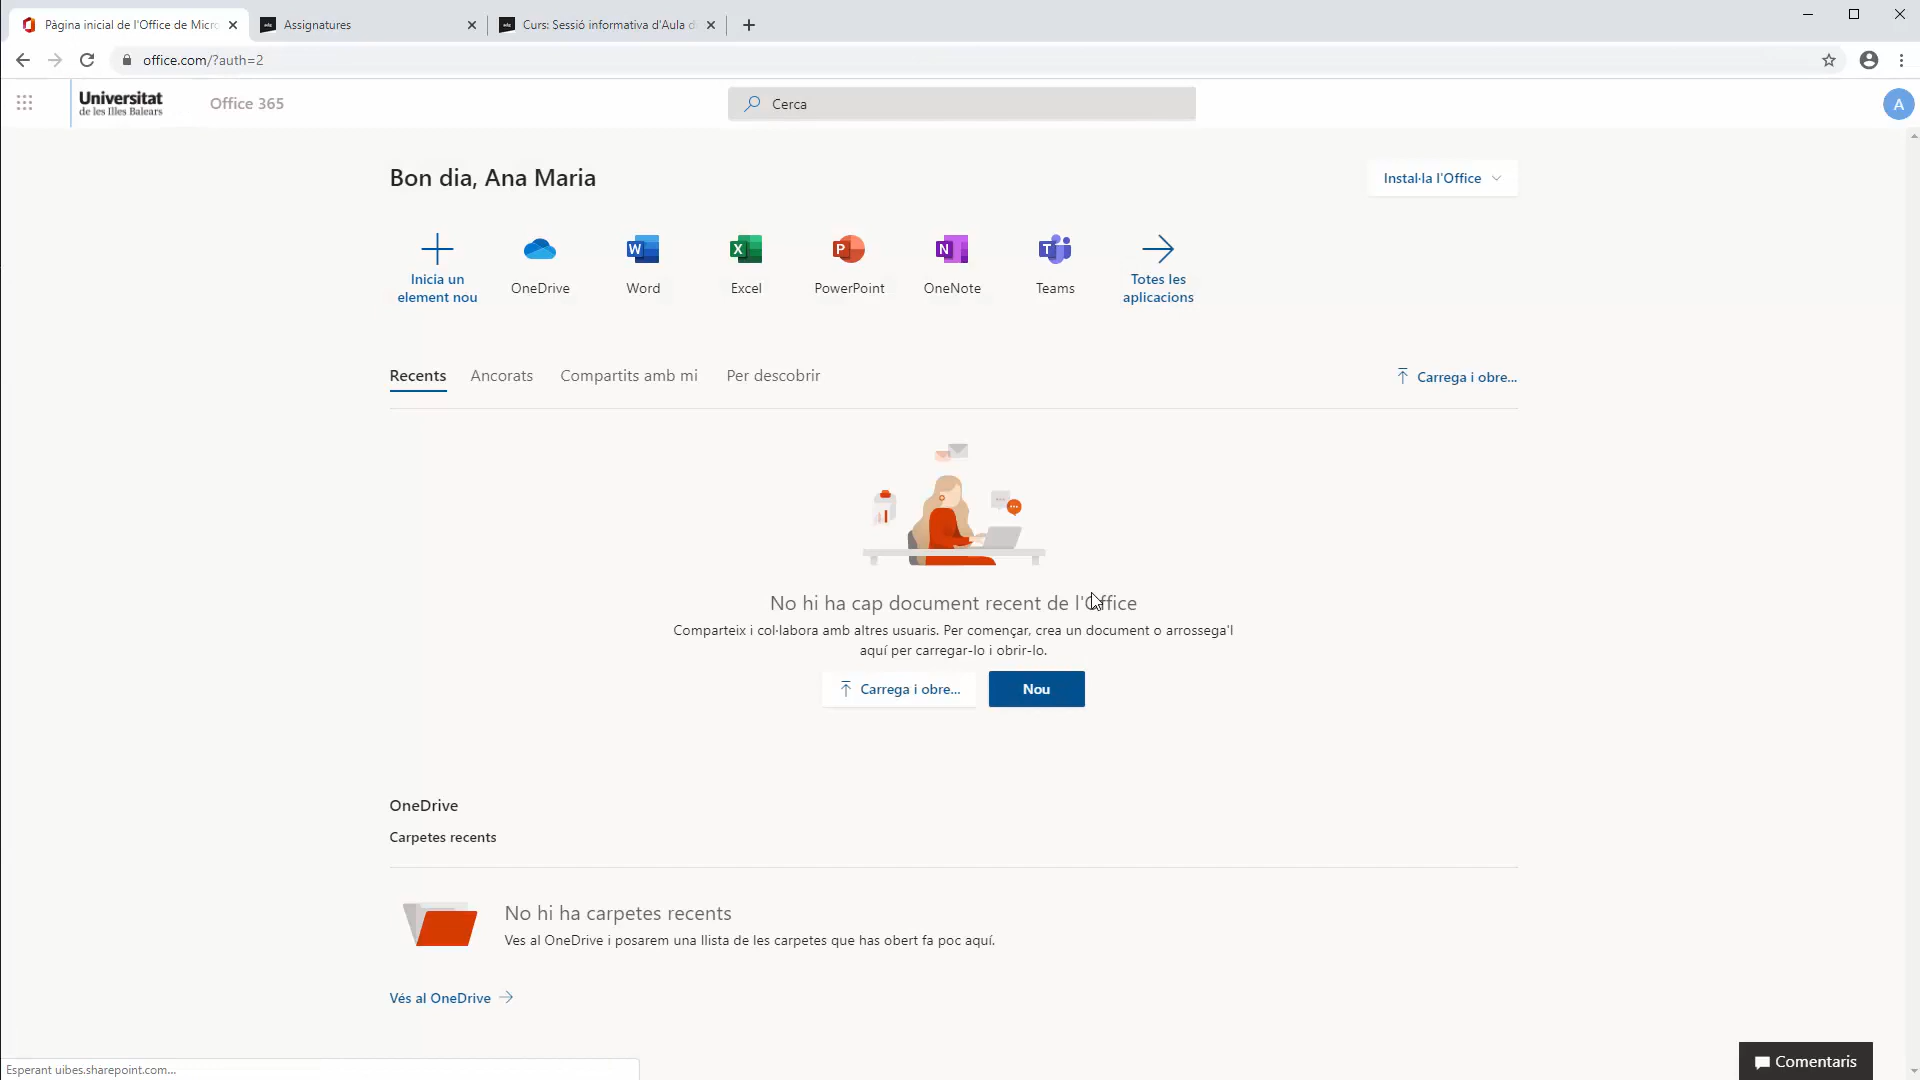 Pàgina inicial de l'Office de Micro
Assignatures
Curs: Sessió informativa d'Aula d
office.com/?auth=2
Universitat
de les Illes Balears
Office 365
Cerca
A
Bon dia, Ana Maria
Instal·la l'Office
Inicia un
element nou
OneDrive
Word
Excel
PowerPoint
OneNote
Teams
Totes les
aplicacions
Recents
Ancorats
Compartits amb mi
Per descobrir
Carrega i obre...
No hi ha cap document recent de l'Office
Comparteix i col·labora amb altres usuaris. Per començar, crea un document o arrossega'l
aquí per carregar-lo i obrir-lo.
Carrega i obre...
Nou
OneDrive
Carpetes recents
No hi ha carpetes recents
Ves al OneDrive i posarem una llista de les carpetes que has obert fa poc aquí.
Vés al OneDrive
Comentaris
Esperant uibes.sharepoint.com...